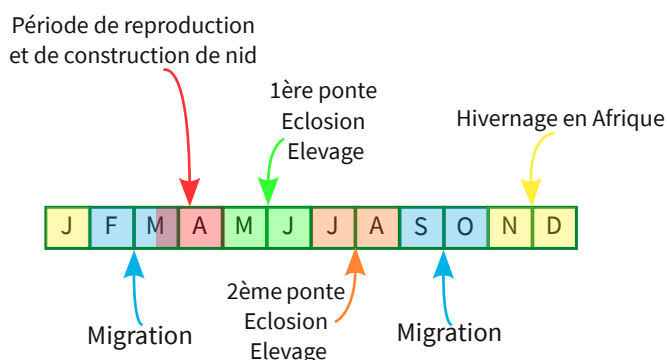 Période de reproduction
et de construction de nid
1ère ponte
Eclosion
Elevage
Hivernage en Afrique
J F M A M J J A S O N D
Migration
2ème ponte
Eclosion
Elevage
Migration